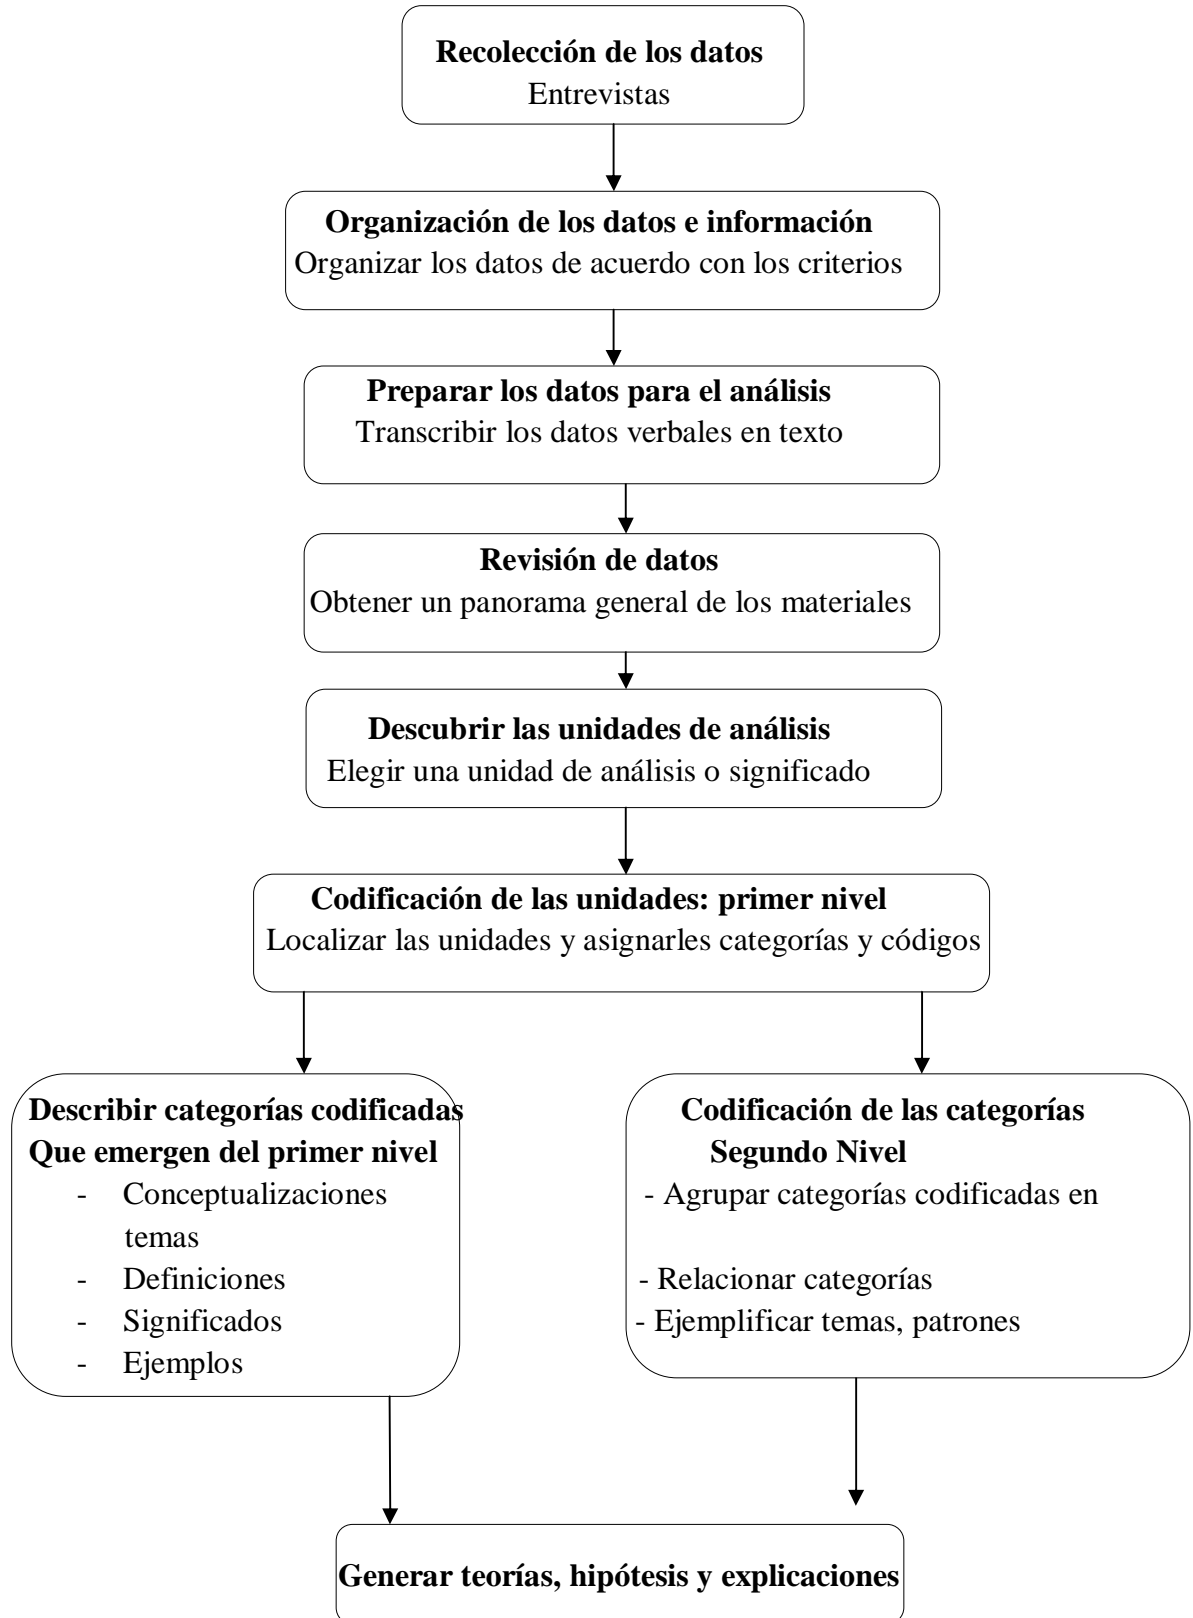 Recolección de los datos
Entrevistas
Organización de los datos e información
Organizar los datos de acuerdo con los criterios
Preparar los datos para el análisis
Transcribir los datos verbales en texto
Revisión de datos
Obtener un panorama general de los materiales
Descubrir las unidades de análisis
Elegir una unidad de análisis o significado
Codificación de las unidades: primer nivel
Localizar las unidades y asignarles categorías y códigos
Describir categorías codificadas
Que emergen del primer nivel
- Conceptualizaciones
temas
- Definiciones
- Significados
- Ejemplos
Codificación de las categorías
Segundo Nivel
- Agrupar categorías codificadas en
- Relacionar categorías
- Ejemplificar temas, patrones
Generar teorías, hipótesis y explicaciones